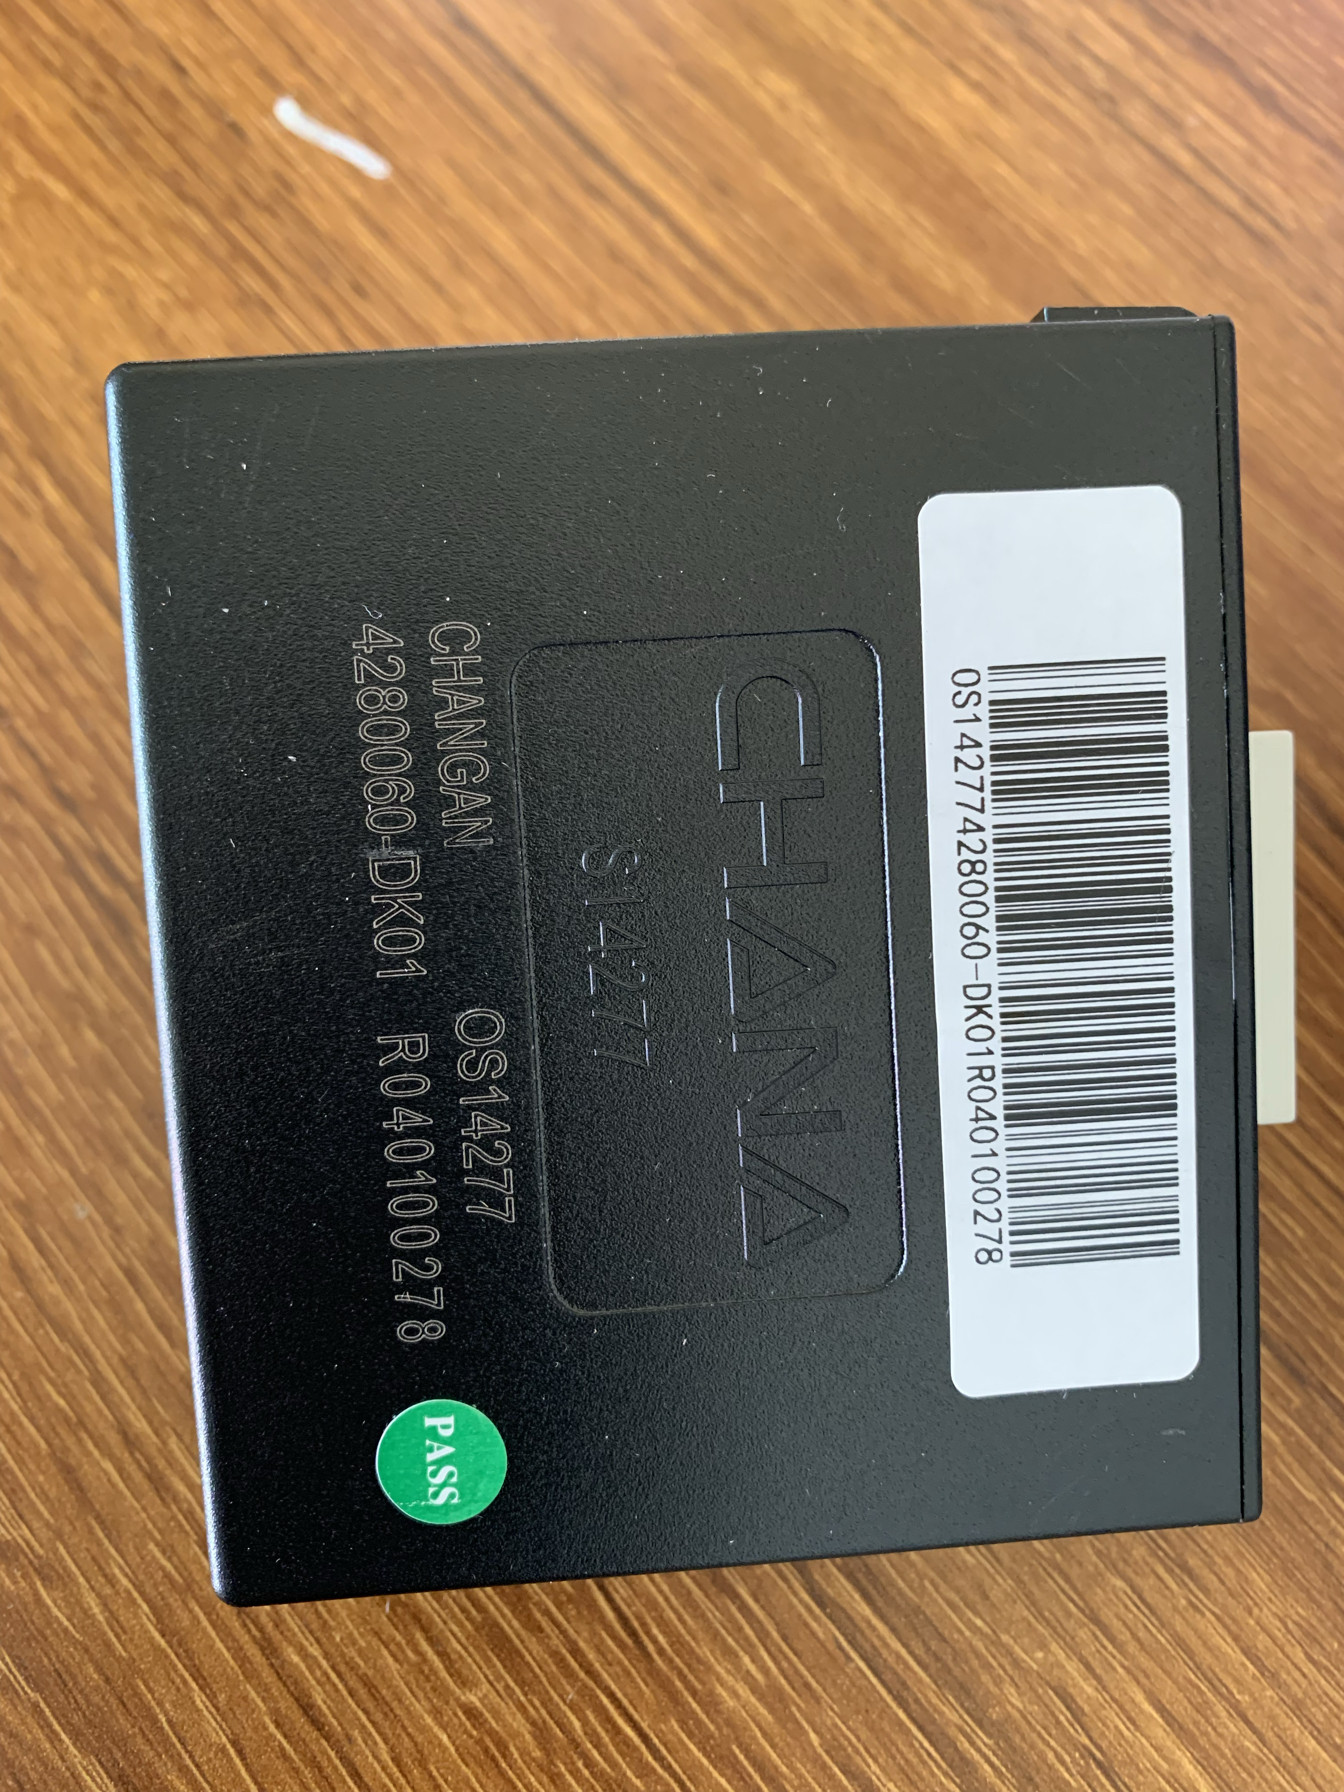 OS142774280060-DK01R040100278
CHANA
S14277
CHANGAN OS14277
4280060-DK01 R040100278
PASS